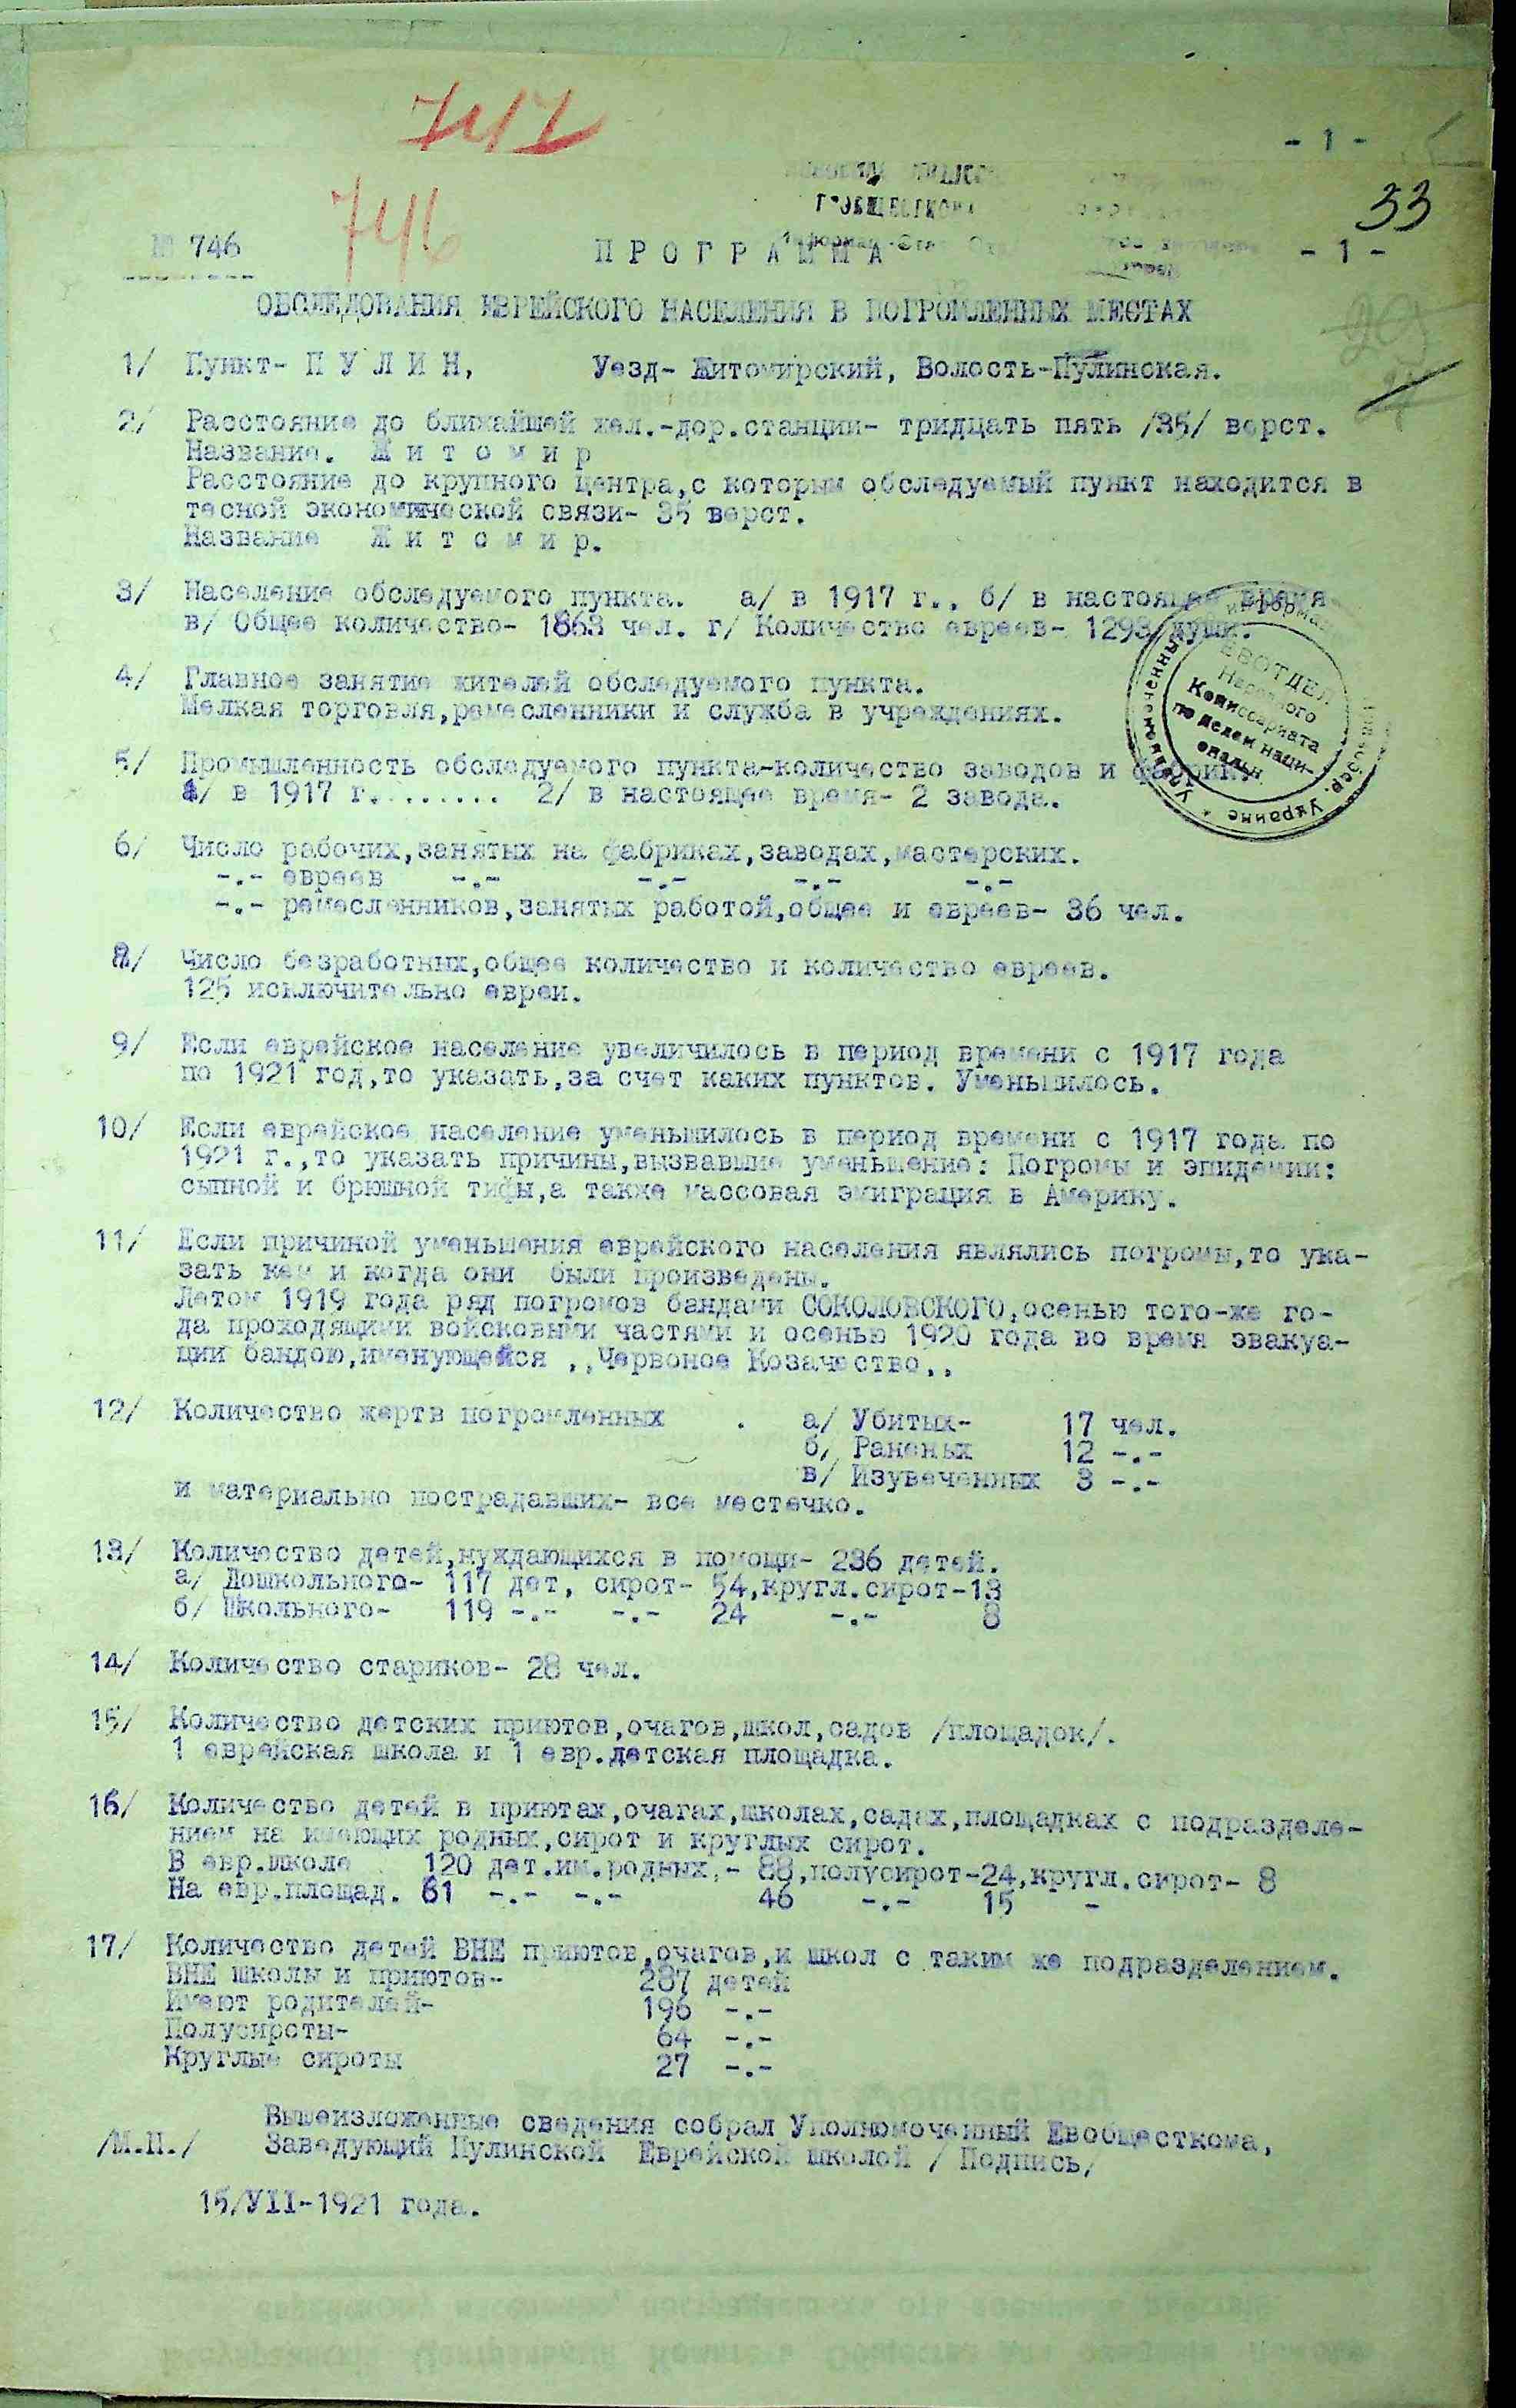 747
- 1 -
33
746
№ 746
П Р О Г Р А М М А
- 1 -
ОБСЛЕДОВАНИЯ ЕВРЕЙСКОГО НАСЕЛЕНИЯ В ПОГРОМЛЕННЫХ МЕСТАХ
1/ Пункт- П У Л И Н, Уезд- Житомирский, Волость-Пулинская.
2/ Расстояние до ближайшей жел.-дор.станции- тридцать пять /35/ верст.
Название. Ж и т о м и р
Расстояние до крупного центра,с которым обследуемый пункт находится в
тесной экономической связи- 35 верст.
Название Ж и т о м и р.
3/ Население обследуемого пункта. а/ в 1917 г., б/ в настоящее время
в/ Общее количество- 1863 чел. г/ Количество евреев- 1293 души.
4/ Главное занятие жителей обследуемого пункта.
Мелкая торговля,ремесленники и служба в учреждениях.
ЕВОТДЕЛ
Народного
Комиссариата
по делам наци-
ональн.
Уполномоченный
Украине
5/ Промышленность обследуемого пункта-количество заводов и фабрик.
1/ в 1917 г......... 2/ в настоящее время- 2 завода.
6/ Число рабочих,занятых на фабриках,заводах,мастерских.
-.- евреев -.- -.- -.- -.-
-.- ремесленников,занятых работой,общее и евреев- 36 чел.
8/ Число безработных,общее количество и количество евреев.
125 исключительно евреи.
9/ Если еврейское население увеличилось в период времени с 1917 года
по 1921 год,то указать,за счет каких пунктов. Уменьшилось.
10/ Если еврейское население уменьшилось в период времени с 1917 года по
1921 г.,то указать причины,вызвавшие уменьшение: Погромы и эпидемии:
сыпной и брюшной тифы,а также массовая эмиграция в Америку.
11/ Если причиной уменьшения еврейского населения являлись погромы,то ука-
зать кем и когда они были произведены.
Летом 1919 года ряд погромов бандами СОКОЛОВСКОГО,осенью того-же го-
да проходящими войсковыми частями и осенью 1920 года во время эвакуа-
ции бандою,именующейся ,,Червоное Козачество,,
12/ Количество жертв погромленных . а/ Убитых- 17 чел.
б/ Раненых 12 -.-
в/ Изувеченных 3 -.-
и материально пострадавших- все местечко.
13/ Количество детей,нуждающихся в помощи- 236 детей.
а/ Дошкольного- 117 дет, сирот- 54,кругл.сирот-13
б/ Школьного- 119 -.- -.- 24 -.- 8
14/ Количество стариков- 28 чел.
15/ Количество детских приютов,очагов,школ,садов /площадок/.
1 еврейская школа и 1 евр.детская площадка.
16/ Количество детей в приютах,очагах,школах,садах,площадках с подразделе-
нием на имеющих родных,сирот и круглых сирот.
В евр.школе 120 дет.им.родных,- 88,полусирот-24,кругл.сирот- 8
На евр.площад. 61 -.- -.- 46 -.- 15 -
17/ Количество детей ВНЕ приютов,очагов,и школ с таким же подразделением.
ВНЕ школы и приютов- 287 детей
Имеют родителей- 196 -.-
Полусироты- 64 -.-
Круглые сироты 27 -.-
Вышеизложенные сведения собрал Уполномоченный Евобщесткома,
/М.П./ Заведующий Пулинской Еврейской школой / Подпись/
15/УII-1921 года.